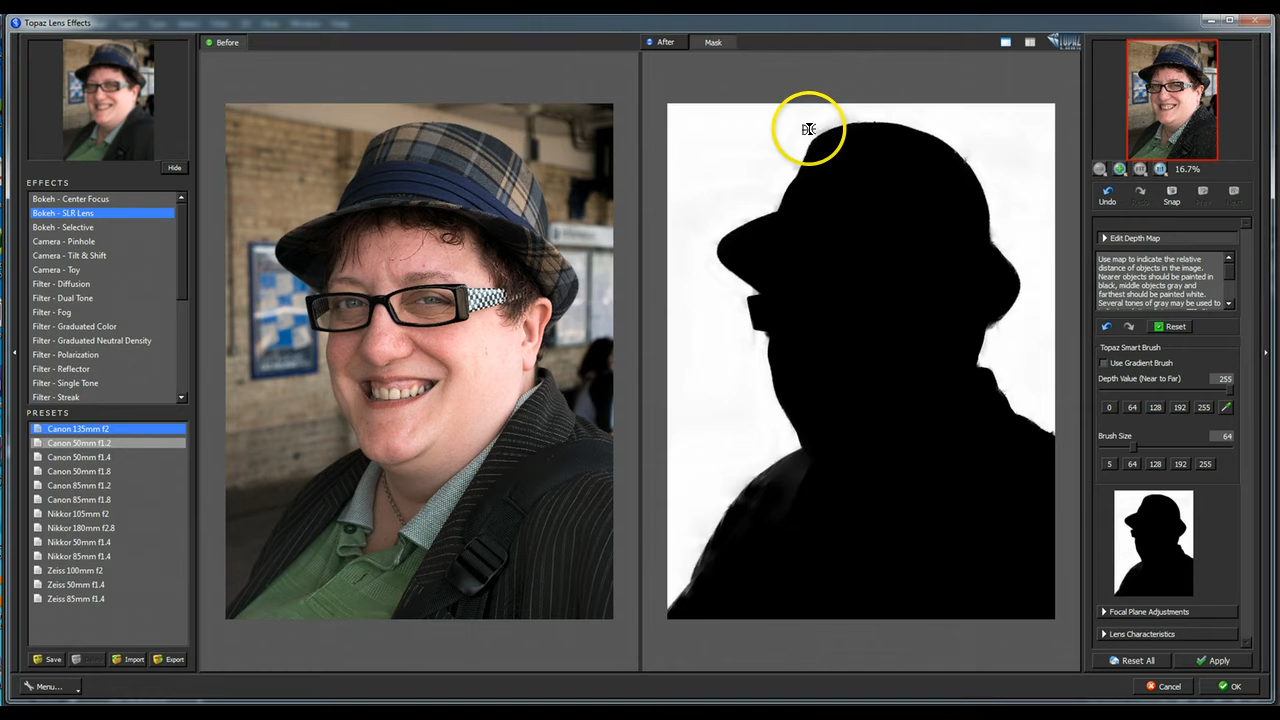 Topaz Lens Effects
Before
After
Mask
TOPAZ
Hide
16.7%
EFFECTS
Bokeh - Center Focus
Bokeh - SLR Lens
Bokeh - Selective
Camera - Pinhole
Camera - Tilt & Shift
Camera - Toy
Filter - Diffusion
Filter - Dual Tone
Filter - Fog
Filter - Graduated Color
Filter - Graduated Neutral Density
Filter - Polarization
Filter - Reflector
Filter - Single Tone
Filter - Streak
PRESETS
Canon 135mm f2
Canon 50mm f1.2
Canon 50mm f1.4
Canon 50mm f1.8
Canon 85mm f1.2
Canon 85mm f1.8
Nikkor 105mm f2
Nikkor 180mm f2.8
Nikkor 50mm f1.4
Nikkor 85mm f1.4
Zeiss 100mm f2
Zeiss 50mm f1.4
Zeiss 85mm f1.4
Save
Import
Export
Menu...
Undo
Snap
Edit Depth Map
Use map to indicate the relative
distance of objects in the image.
Nearer objects should be painted in
black, middle objects gray and
farthest should be painted white.
Several tones of gray may be used to
Reset
Topaz Smart Brush
Use Gradient Brush
Depth Value (Near to Far) 255
0 64 128 192 255
Brush Size 64
5 64 128 192 255
Focal Plane Adjustments
Lens Characteristics
Reset All
Apply
Cancel
OK